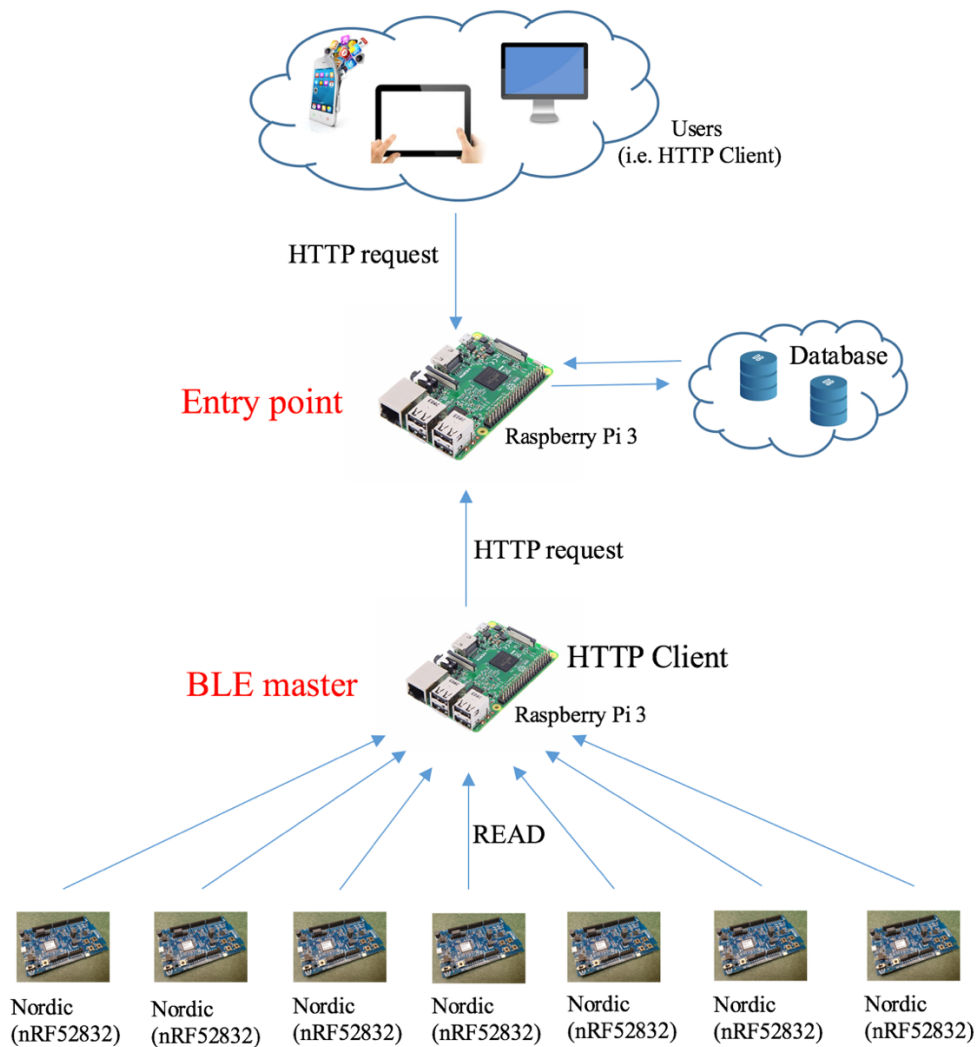 Users
(i.e. HTTP Client)
HTTP request
Database
Entry point
Raspberry Pi 3
HTTP request
HTTP Client
BLE master
Raspberry Pi 3
READ
Nordic
(nRF52832)
Nordic
(nRF52832)
Nordic
(nRF52832)
Nordic
(nRF52832)
Nordic
(nRF52832)
Nordic
(nRF52832)
Nordic
(nRF52832)